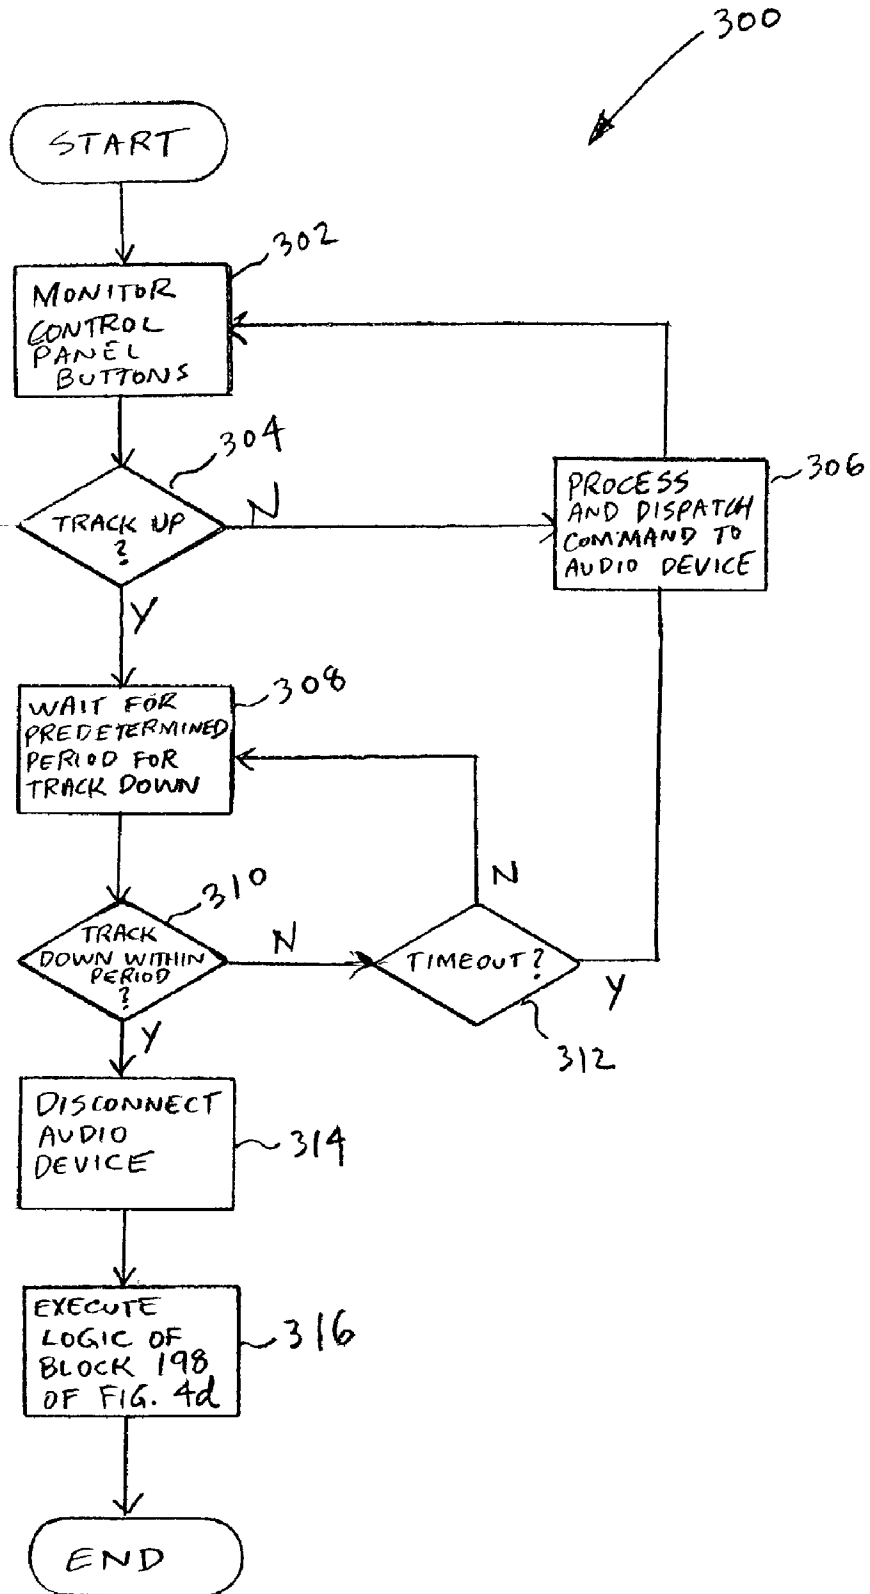 300
START
302
MONITOR
CONTROL
PANEL
BUTTONS
304
TRACK UP
?
N
Y
306
PROCESS
AND DISPATCH
COMMAND TO
AUDIO DEVICE
308
WAIT FOR
PREDETERMINED
PERIOD FOR
TRACK DOWN
310
TRACK
DOWN WITHIN
PERIOD
?
N
Y
TIMEOUT?
N
Y
312
DISCONNECT
AUDIO
DEVICE
314
EXECUTE
LOGIC OF
BLOCK 198
OF FIG. 4d
316
END